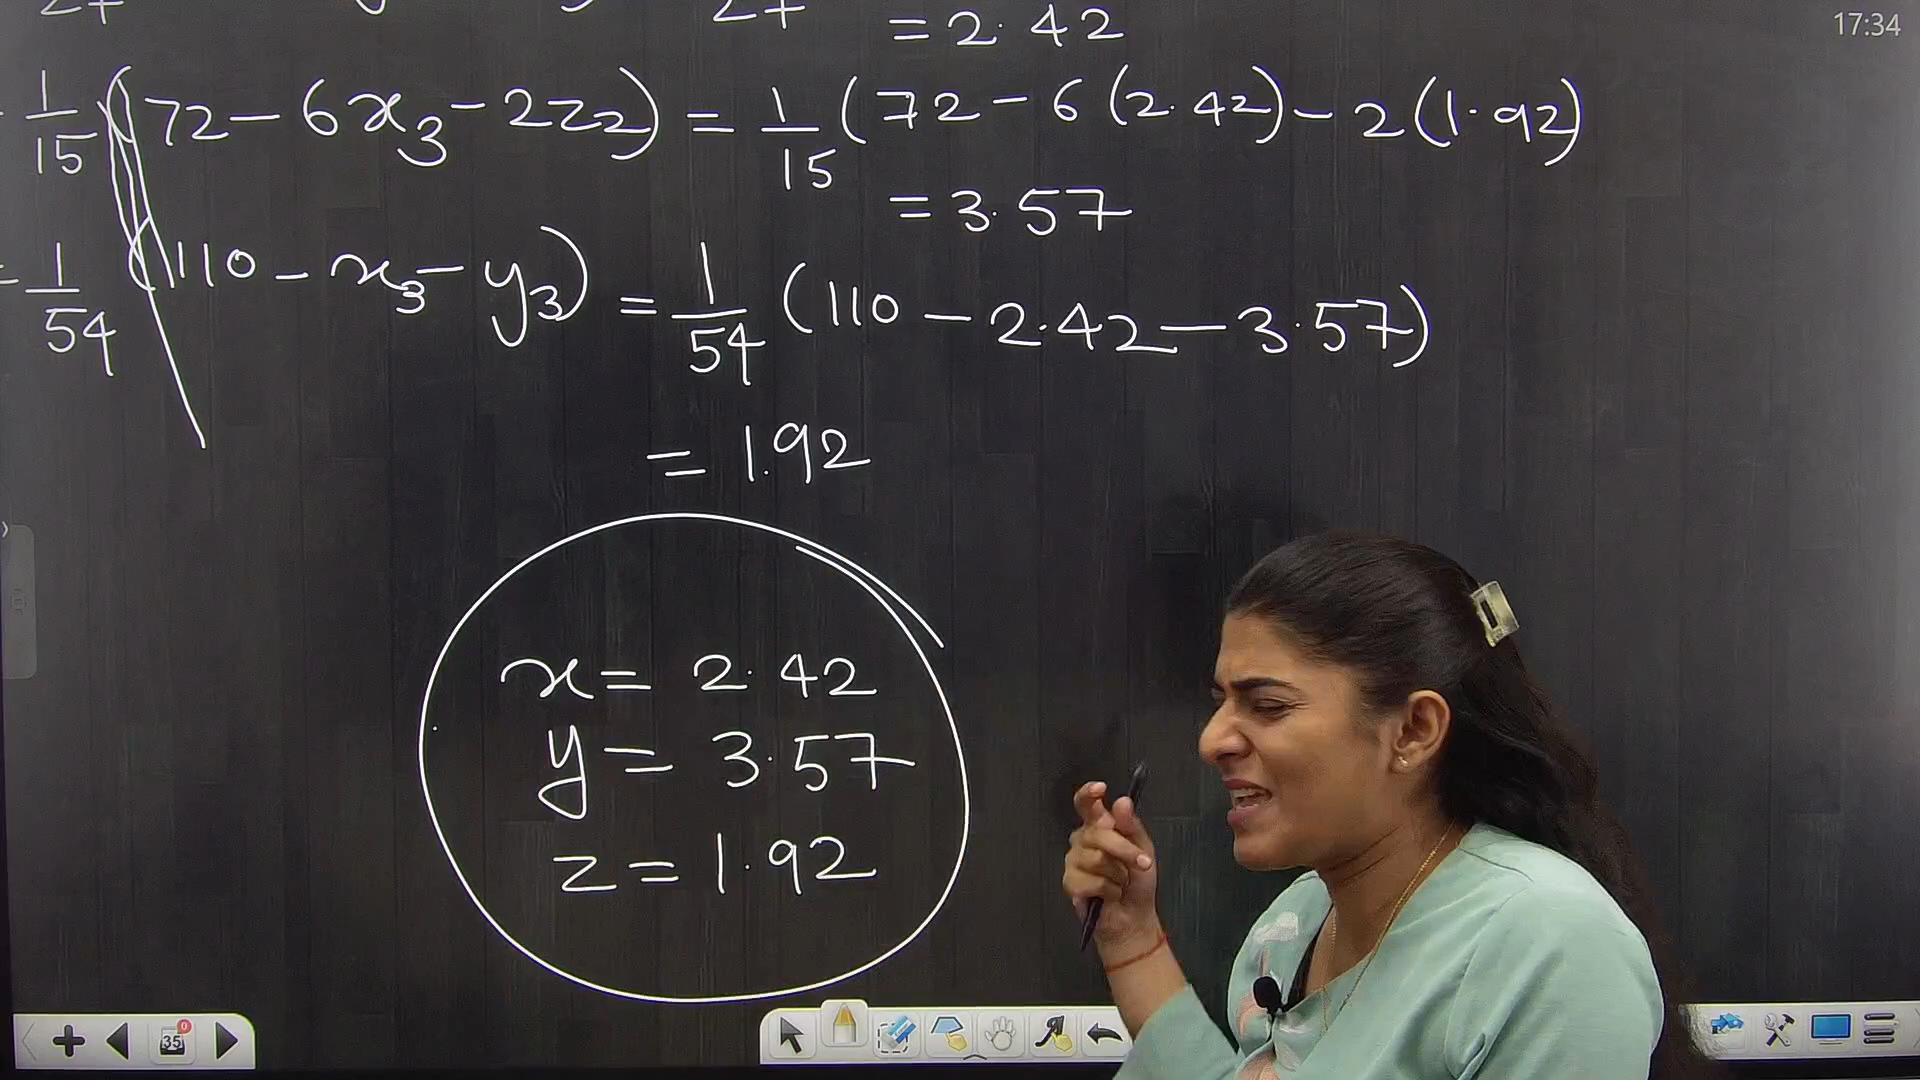 17:34
= 2.42
1/15 (72 - 6x₃ - 2z₂) = 1/15 (72 - 6(2.42) - 2(1.92)
= 3.57
= 1/54 (110 - x₃ - y₃) = 1/54 (110 - 2.42 - 3.57)
= 1.92
x = 2.42
y = 3.57
z = 1.92
35
0